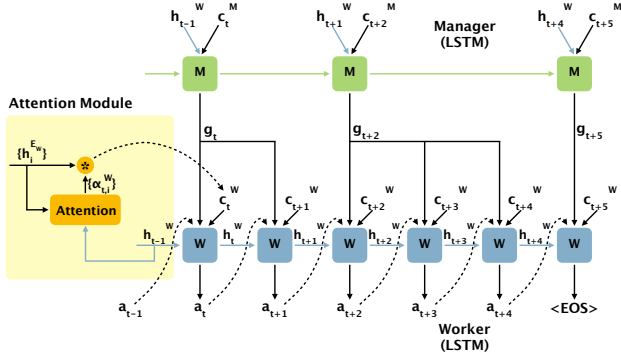 h_{t-1}^W c_t^M h_{t+1}^W c_{t+2}^M h_{t+4}^W c_{t+5}^M
Manager
(LSTM)
M M M
Attention Module
g_t g_{t+2} g_{t+5}
{h_i^{E_w}}
*
{α_{t,i}^W}
Attention
c_t^W c_{t+1}^W c_{t+2}^W c_{t+3}^W c_{t+4}^W c_{t+5}^W
h_{t-1}^W W h_t^W W h_{t+1}^W W h_{t+2}^W W h_{t+3}^W W h_{t+4}^W W
a_{t-1} a_t a_{t+1} a_{t+2} a_{t+3} a_{t+4} <EOS>
Worker
(LSTM)